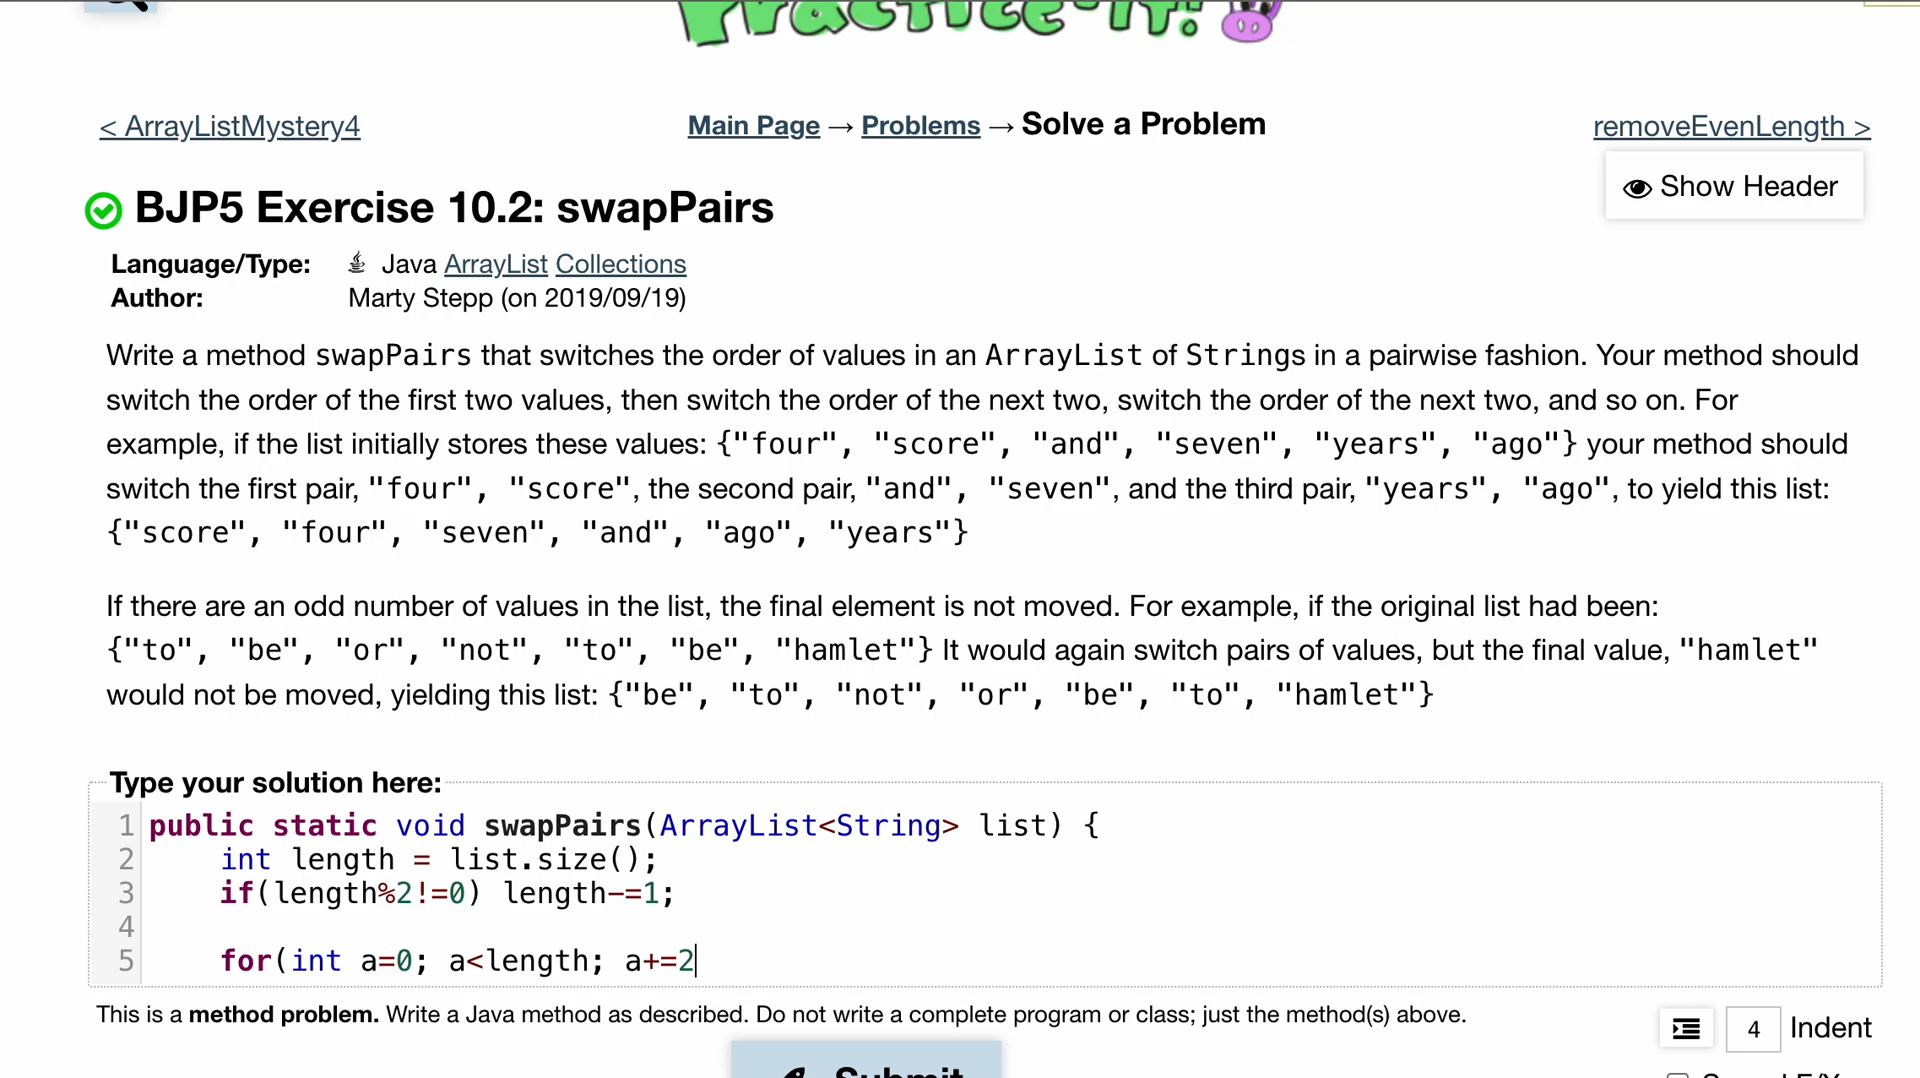 Practice-it!
< ArrayListMystery4
Main Page → Problems → Solve a Problem
removeEvenLength >
Show Header
BJP5 Exercise 10.2: swapPairs
Language/Type: Java ArrayList Collections
Author: Marty Stepp (on 2019/09/19)
Write a method swapPairs that switches the order of values in an ArrayList of Strings in a pairwise fashion. Your method should
switch the order of the first two values, then switch the order of the next two, switch the order of the next two, and so on. For
example, if the list initially stores these values: {"four", "score", "and", "seven", "years", "ago"} your method should
switch the first pair, "four", "score", the second pair, "and", "seven", and the third pair, "years", "ago", to yield this list:
{"score", "four", "seven", "and", "ago", "years"}
If there are an odd number of values in the list, the final element is not moved. For example, if the original list had been:
{"to", "be", "or", "not", "to", "be", "hamlet"} It would again switch pairs of values, but the final value, "hamlet"
would not be moved, yielding this list: {"be", "to", "not", "or", "be", "to", "hamlet"}
Type your solution here:
1 public static void swapPairs(ArrayList<String> list) {
2 int length = list.size();
3 if(length%2!=0) length-=1;
4
5 for(int a=0; a<length; a+=2
This is a method problem. Write a Java method as described. Do not write a complete program or class; just the method(s) above.
4 Indent
Submit